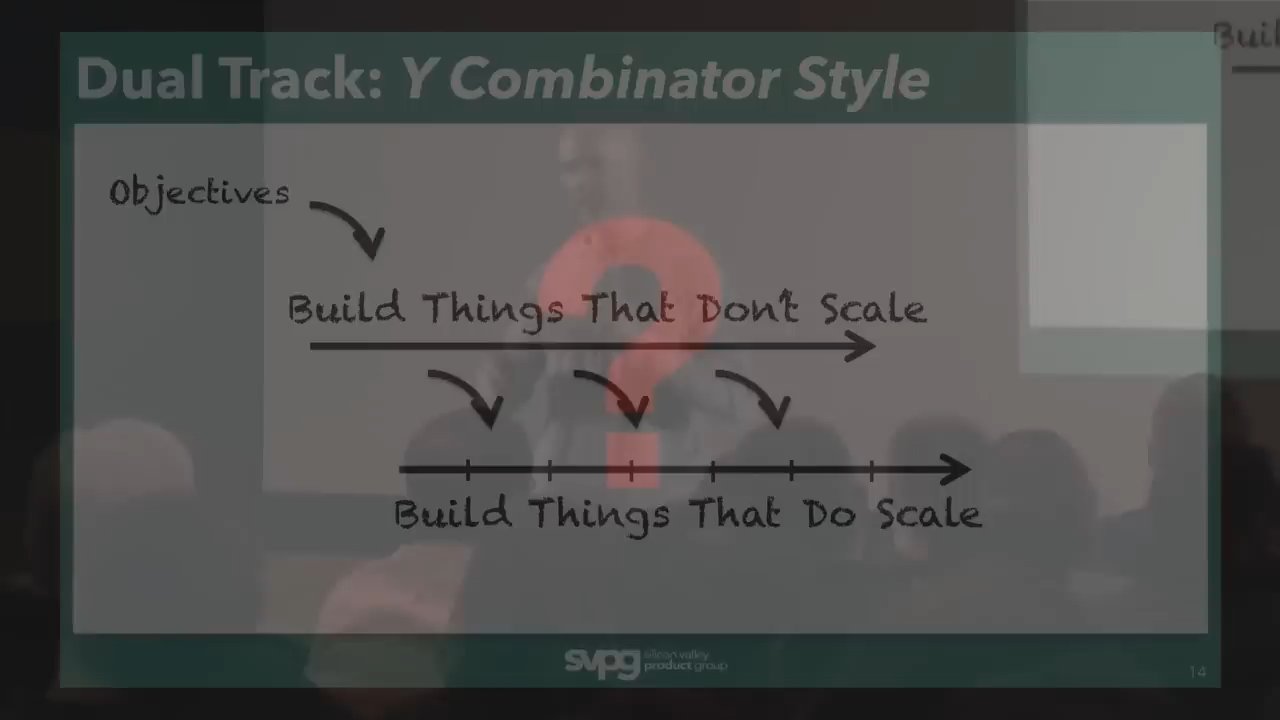 Dual Track: Y Combinator Style
Objectives
Build Things That Don't Scale
?
Build Things That Do Scale
svpg silicon valley
product group
14